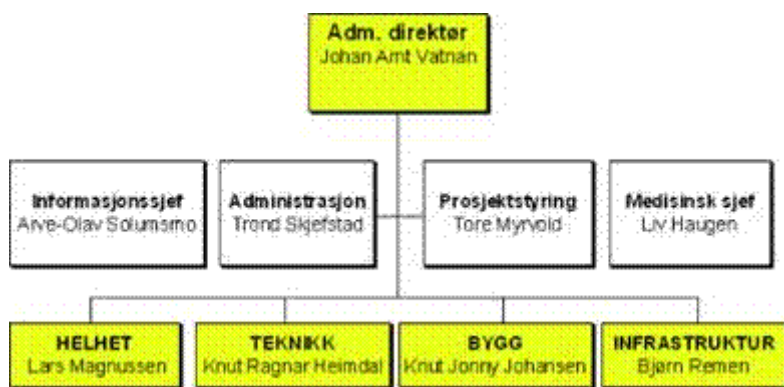 Adm. direktør
Johan Arnt Vatnan
Informasjonssjef
Arve-Olav Solumsmo
Administrasjon
Trond Skjefstad
Prosjektstyring
Tore Myrvold
Medisinsk sjef
Liv Haugen
HELHET
Lars Magnussen
TEKNIKK
Knut Ragnar Heimdal
BYGG
Knut Jonny Johansen
INFRASTRUKTUR
Bjørn Remen